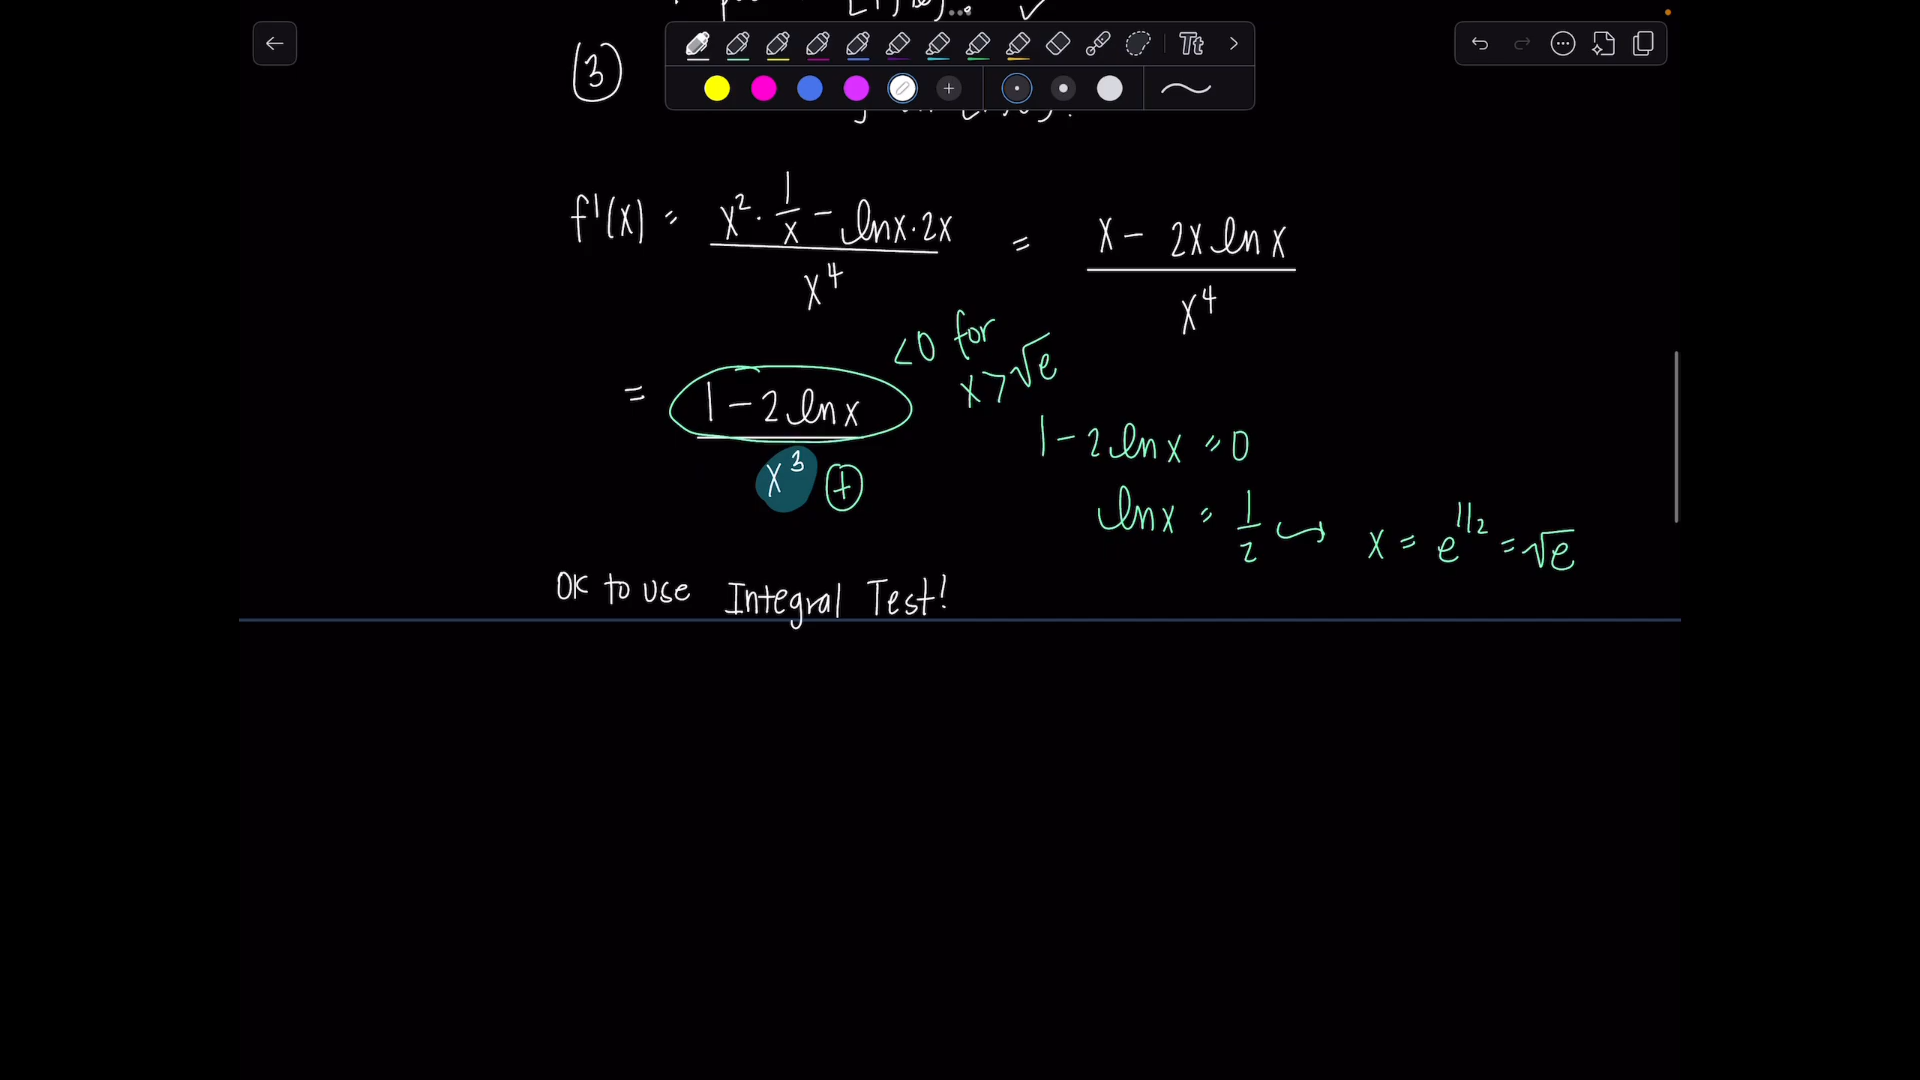 (3)
f'(x) = (x² · 1/x − ln x · 2x) / x⁴ = (x − 2x ln x) / x⁴
<0 for
x > √e
= (1 − 2 ln x) / x³ +
1 − 2 ln x = 0
ln x = 1/2 ↝ x = e^(1/2) = √e
OK to use Integral Test!